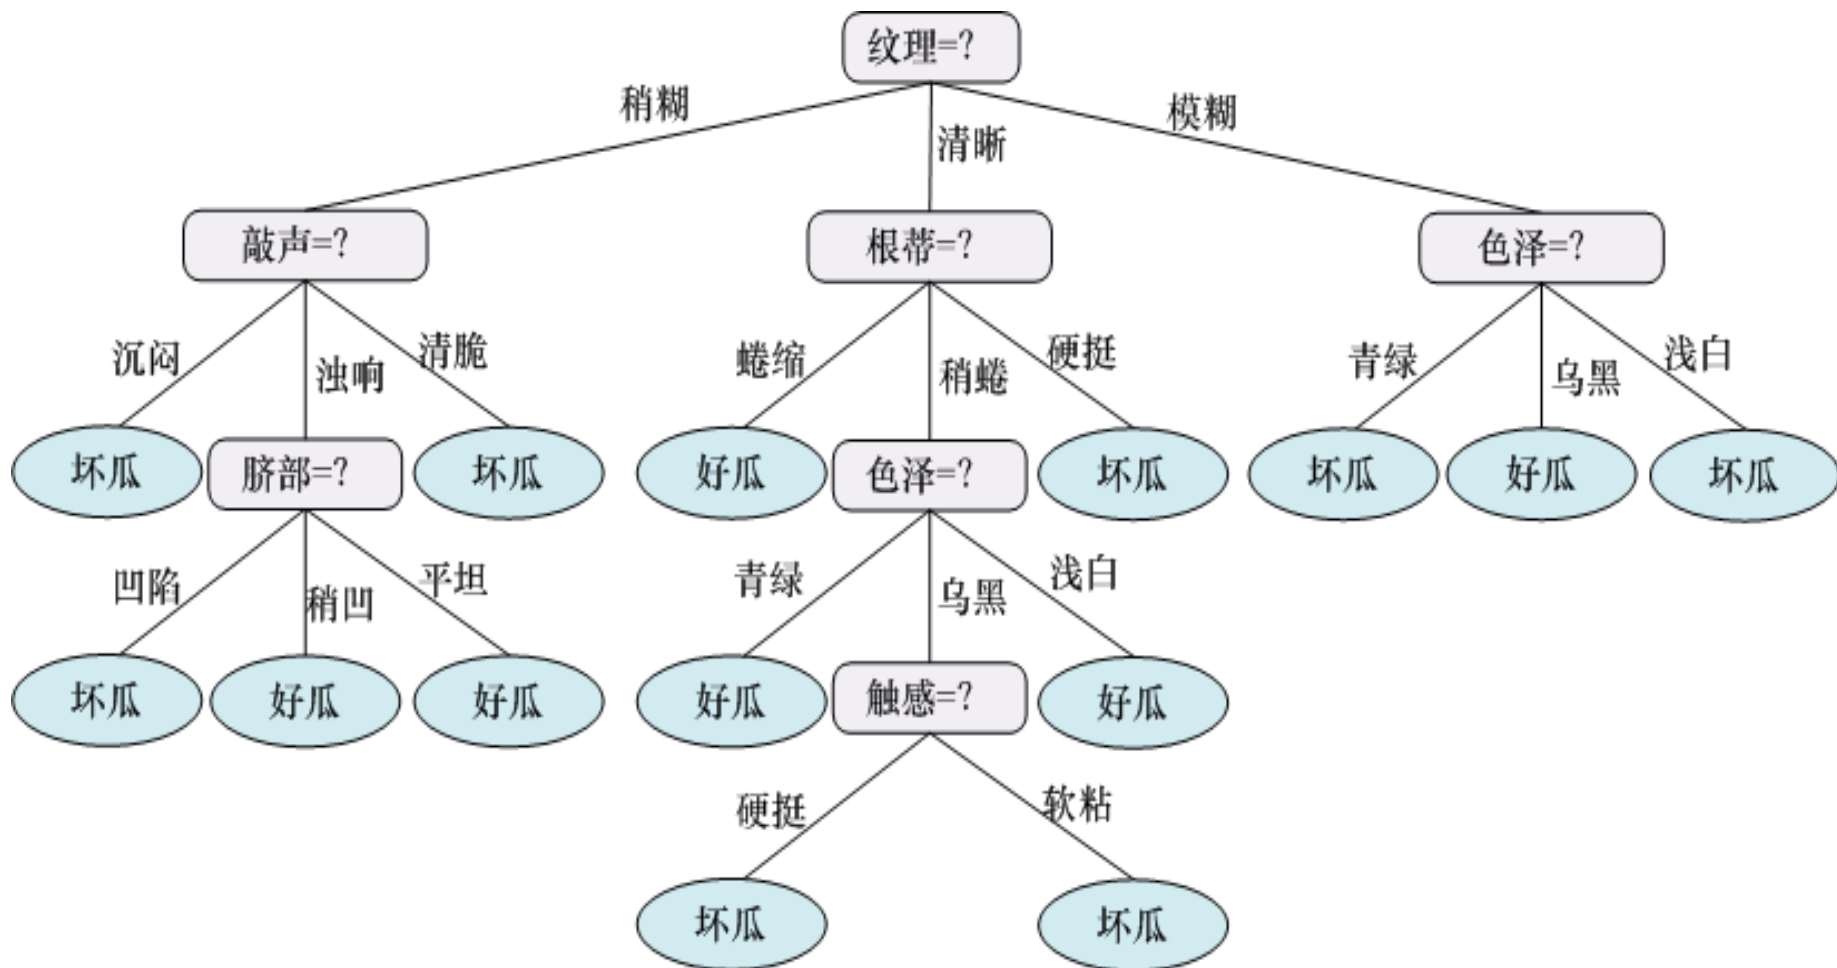 纹理=?
稍糊
清晰
模糊
敲声=?
根蒂=?
色泽=?
沉闷
浊响
清脆
蜷缩
稍蜷
硬挺
青绿
乌黑
浅白
坏瓜
脐部=?
坏瓜
好瓜
色泽=?
坏瓜
坏瓜
好瓜
坏瓜
凹陷
稍凹
平坦
青绿
乌黑
浅白
坏瓜
好瓜
好瓜
好瓜
触感=?
好瓜
硬挺
软粘
坏瓜
坏瓜